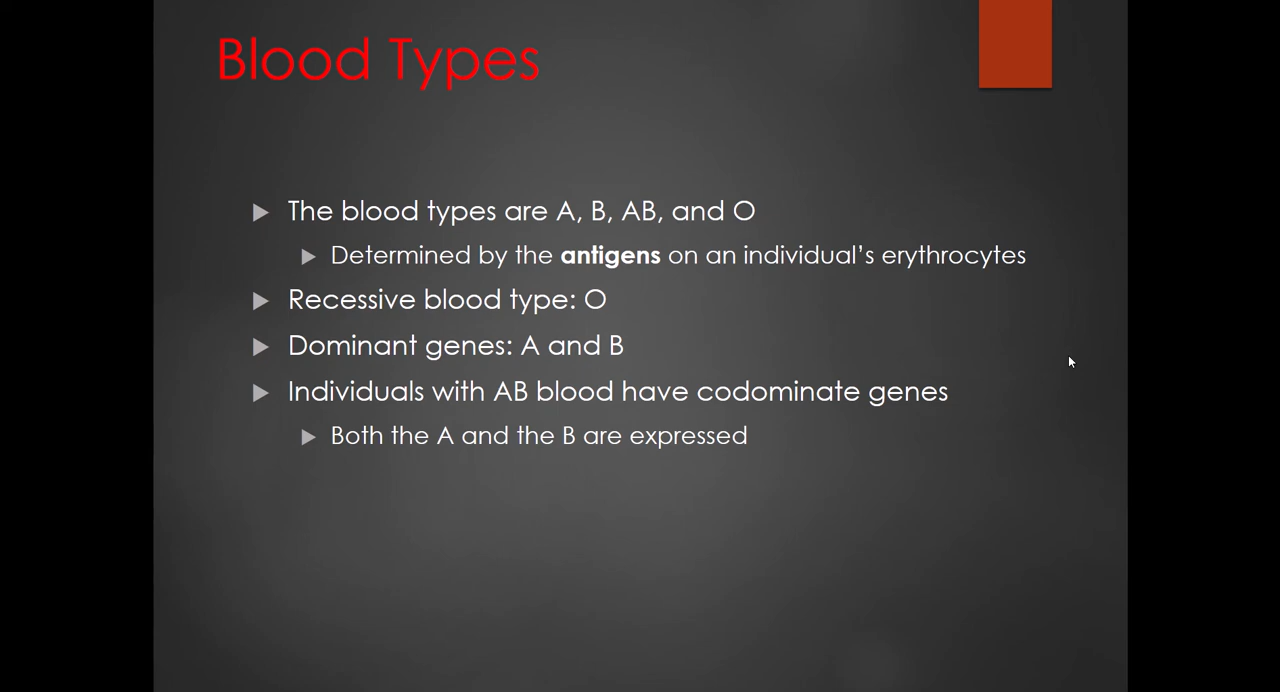 Blood Types
The blood types are A, B, AB, and O
Determined by the antigens on an individual's erythrocytes
Recessive blood type: O
Dominant genes: A and B
Individuals with AB blood have codominate genes
Both the A and the B are expressed